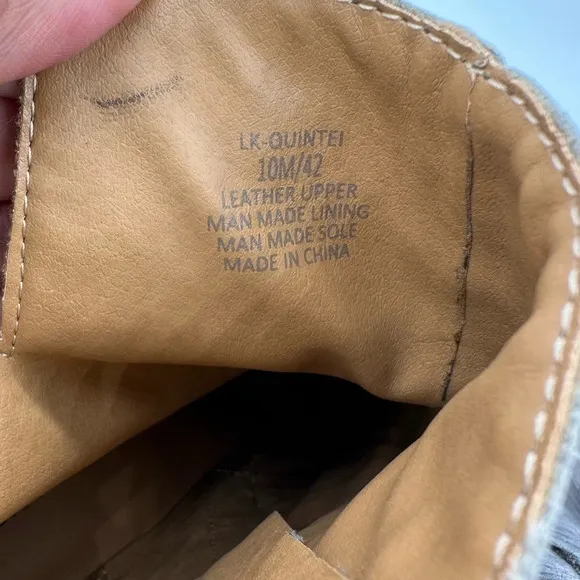 LK-QUINTEI
10M/42
LEATHER UPPER
MAN MADE LINING
MAN MADE SOLE
MADE IN CHINA